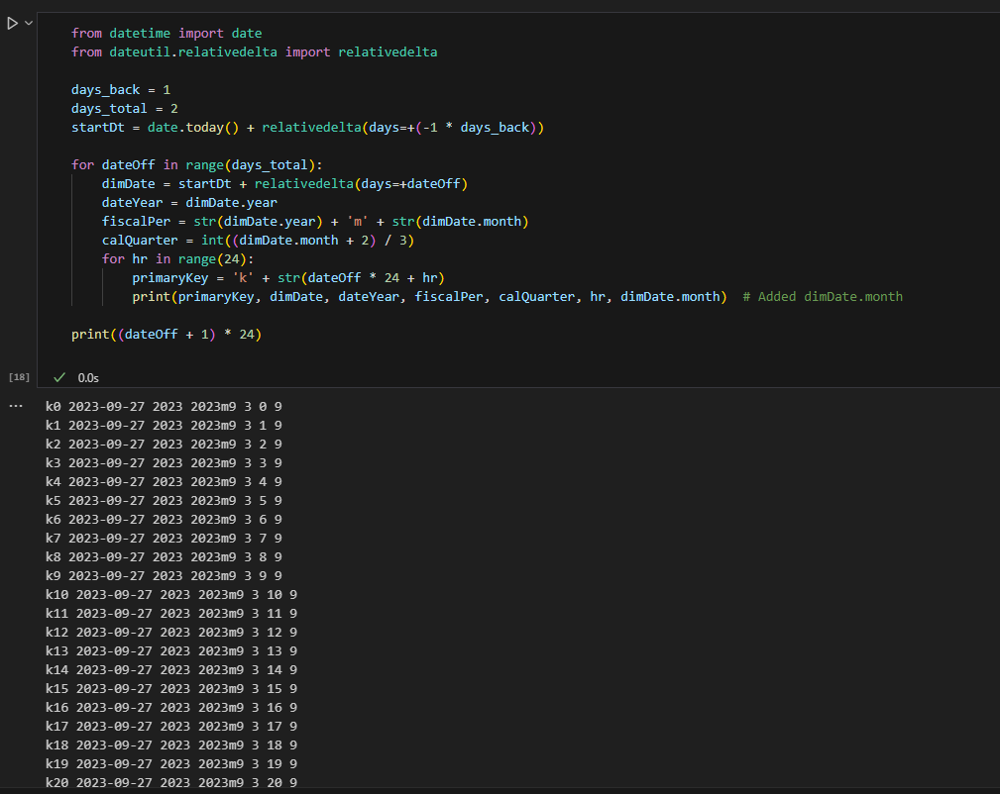 from datetime import date
from dateutil.relativedelta import relativedelta

days_back = 1
days_total = 2
startDt = date.today() + relativedelta(days=+(-1 * days_back))

for dateOff in range(days_total):
    dimDate = startDt + relativedelta(days=+dateOff)
    dateYear = dimDate.year
    fiscalPer = str(dimDate.year) + 'm' + str(dimDate.month)
    calQuarter = int((dimDate.month + 2) / 3)
    for hr in range(24):
        primaryKey = 'k' + str(dateOff * 24 + hr)
        print(primaryKey, dimDate, dateYear, fiscalPer, calQuarter, hr, dimDate.month)  # Added dimDate.month

print((dateOff + 1) * 24)
[18] ✓ 0.0s
...
k0 2023-09-27 2023 2023m9 3 0 9
k1 2023-09-27 2023 2023m9 3 1 9
k2 2023-09-27 2023 2023m9 3 2 9
k3 2023-09-27 2023 2023m9 3 3 9
k4 2023-09-27 2023 2023m9 3 4 9
k5 2023-09-27 2023 2023m9 3 5 9
k6 2023-09-27 2023 2023m9 3 6 9
k7 2023-09-27 2023 2023m9 3 7 9
k8 2023-09-27 2023 2023m9 3 8 9
k9 2023-09-27 2023 2023m9 3 9 9
k10 2023-09-27 2023 2023m9 3 10 9
k11 2023-09-27 2023 2023m9 3 11 9
k12 2023-09-27 2023 2023m9 3 12 9
k13 2023-09-27 2023 2023m9 3 13 9
k14 2023-09-27 2023 2023m9 3 14 9
k15 2023-09-27 2023 2023m9 3 15 9
k16 2023-09-27 2023 2023m9 3 16 9
k17 2023-09-27 2023 2023m9 3 17 9
k18 2023-09-27 2023 2023m9 3 18 9
k19 2023-09-27 2023 2023m9 3 19 9
k20 2023-09-27 2023 2023m9 3 20 9